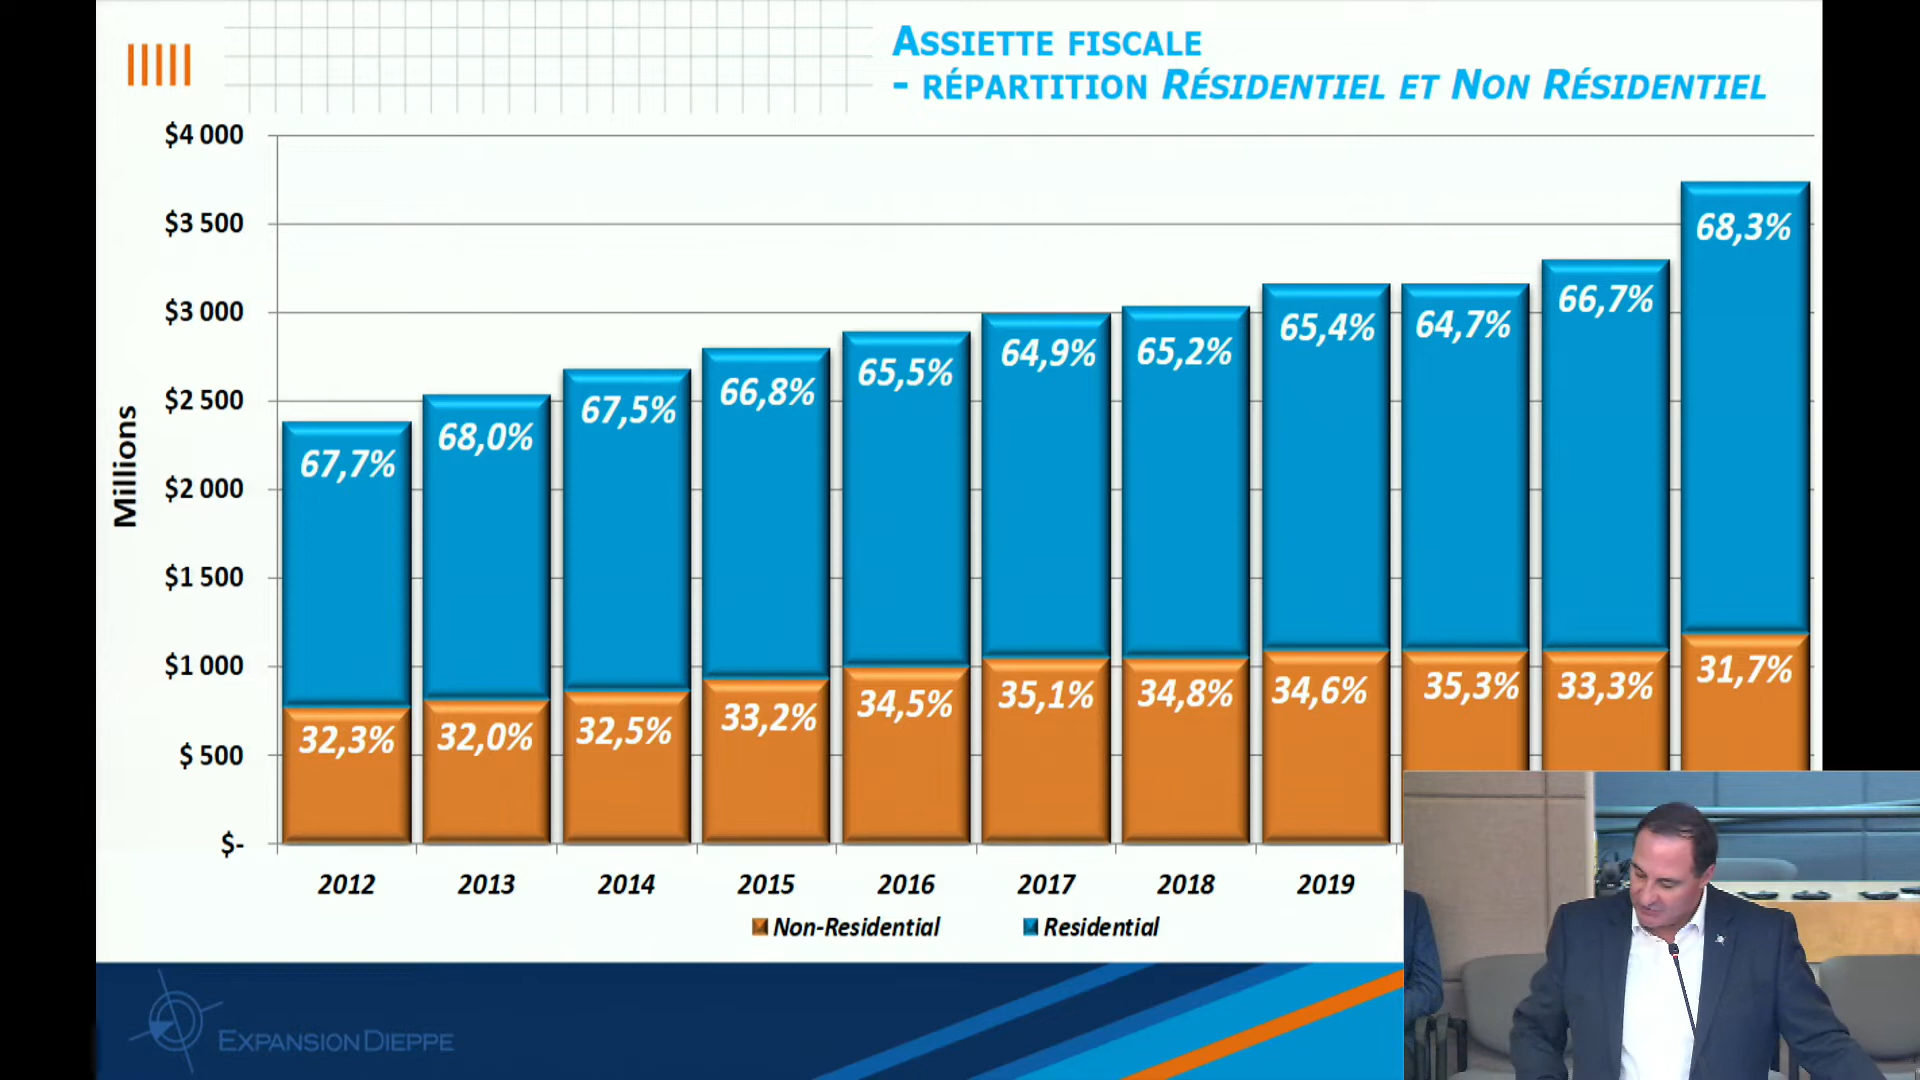 ASSIETTE FISCALE
- RÉPARTITION RÉSIDENTIEL ET NON RÉSIDENTIEL
Millions
$4 000
$3 500
$3 000
$2 500
$2 000
$1 500
$1 000
$ 500
$-
67,7% 68,0% 67,5% 66,8% 65,5% 64,9% 65,2% 65,4% 64,7% 66,7% 68,3%
32,3% 32,0% 32,5% 33,2% 34,5% 35,1% 34,8% 34,6% 35,3% 33,3% 31,7%
2012 2013 2014 2015 2016 2017 2018 2019
Non-Residential Residential
EXPANSION DIEPPE